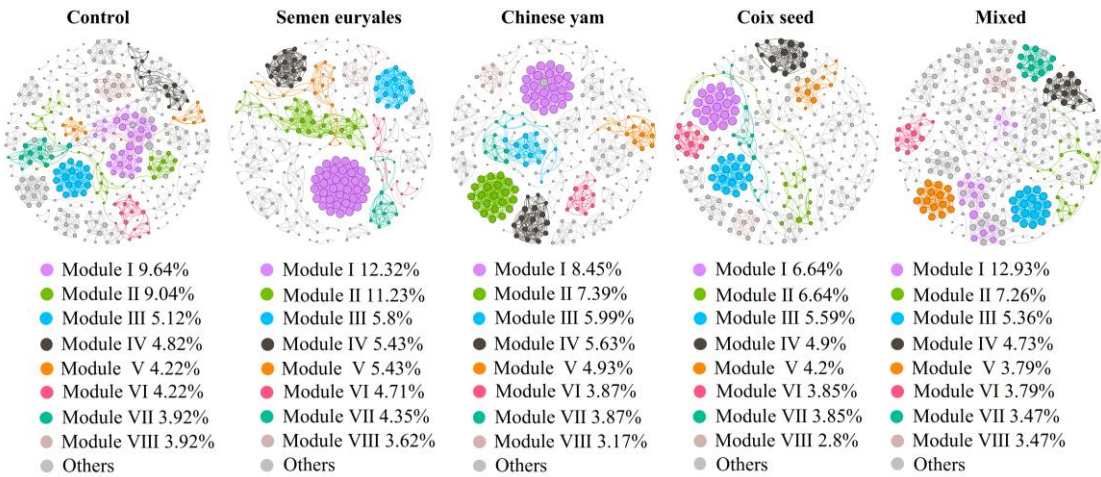 Control
Semen euryales
Chinese yam
Coix seed
Mixed
Module I 9.64%
Module II 9.04%
Module III 5.12%
Module IV 4.82%
Module V 4.22%
Module VI 4.22%
Module VII 3.92%
Module VIII 3.92%
Others
Module I 12.32%
Module II 11.23%
Module III 5.8%
Module IV 5.43%
Module V 5.43%
Module VI 4.71%
Module VII 4.35%
Module VIII 3.62%
Others
Module I 8.45%
Module II 7.39%
Module III 5.99%
Module IV 5.63%
Module V 4.93%
Module VI 3.87%
Module VII 3.87%
Module VIII 3.17%
Others
Module I 6.64%
Module II 6.64%
Module III 5.59%
Module IV 4.9%
Module V 4.2%
Module VI 3.85%
Module VII 3.85%
Module VIII 2.8%
Others
Module I 12.93%
Module II 7.26%
Module III 5.36%
Module IV 4.73%
Module V 3.79%
Module VI 3.79%
Module VII 3.47%
Module VIII 3.47%
Others